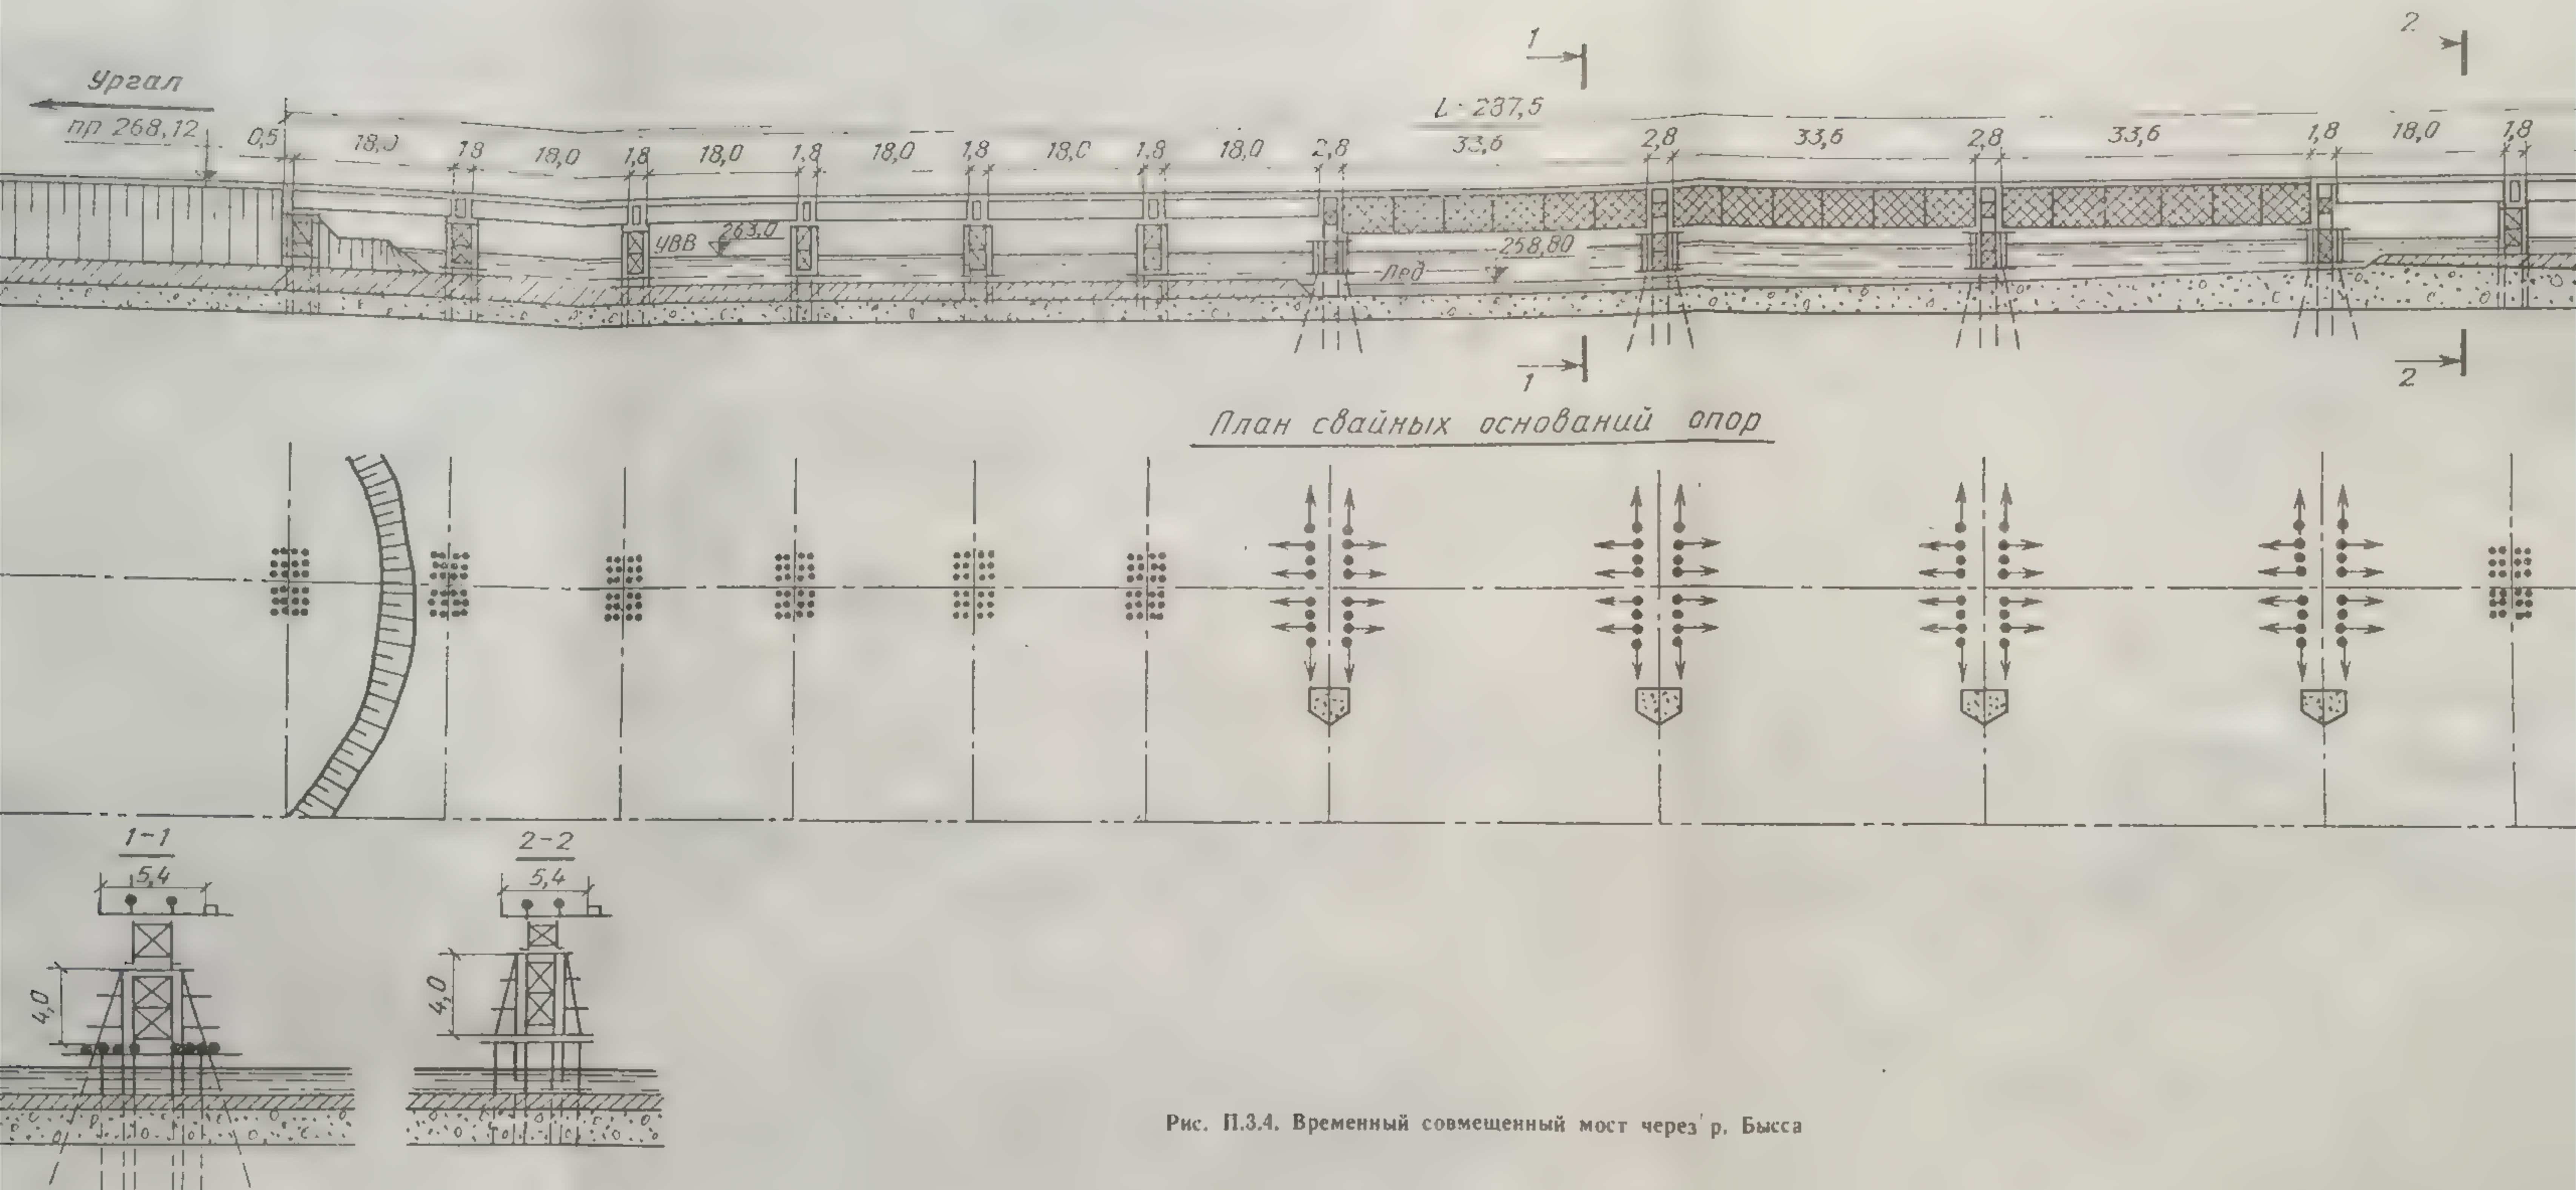 1
2
Ургал
L=287,5
пр 268,12
0,5 18,0 1,8 18,0 1,8 18,0 1,8 18,0 1,8 18,0 1,8 18,0 2,8 33,6 2,8 33,6 2,8 33,6 1,8 18,0 1,8
УВВ 263,0
258,80
Лед
1
2
План свайных оснований опор
1-1
2-2
5,4
5,4
4,0
4,0
Рис. П.3.4. Временный совмещенный мост через р. Бысса